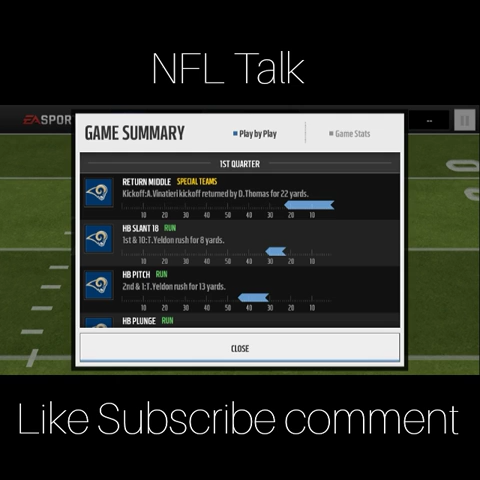 NFL Talk
EA SPOR
--
GAME SUMMARY
Play by Play
Game Stats
1ST QUARTER
RETURN MIDDLE SPECIAL TEAMS
Kickoff:A.Vinatieri kickoff returned by D.Thomas for 22 yards.
10 20 30 40 50 40 30 20 10
HB SLANT 18 RUN
1st & 10:T.Yeldon rush for 8 yards.
10 20 30 40 50 40 30 20 10
HB PITCH RUN
2nd & 1:T.Yeldon rush for 13 yards.
10 20 30 40 50 40 30 20 10
HB PLUNGE RUN
CLOSE
Like Subscribe comment